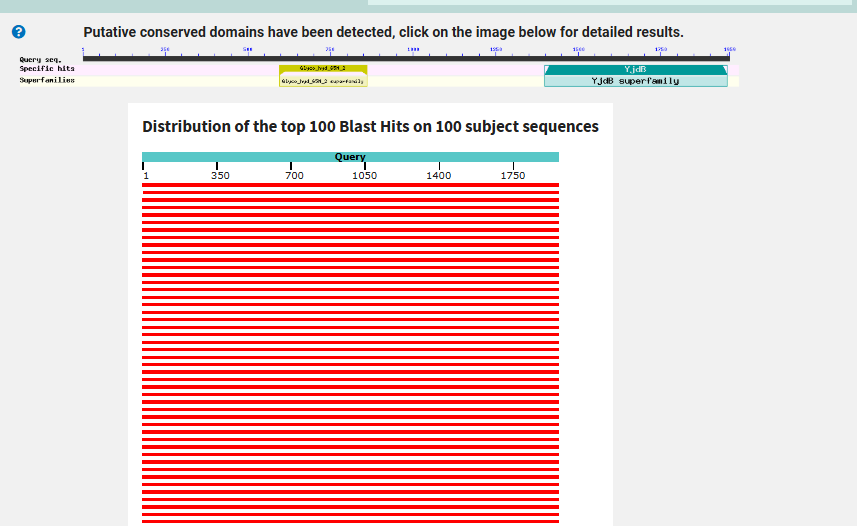 Putative conserved domains have been detected, click on the image below for detailed results.
1 250 500 750 1000 1250 1500 1750 1959
Query seq.
Specific hits Glyco_hyd_65N_2 YjdB
Superfamilies Glyco_hyd_65N_2 superfamily YjdB superfamily
Distribution of the top 100 Blast Hits on 100 subject sequences
Query
1 350 700 1050 1400 1750